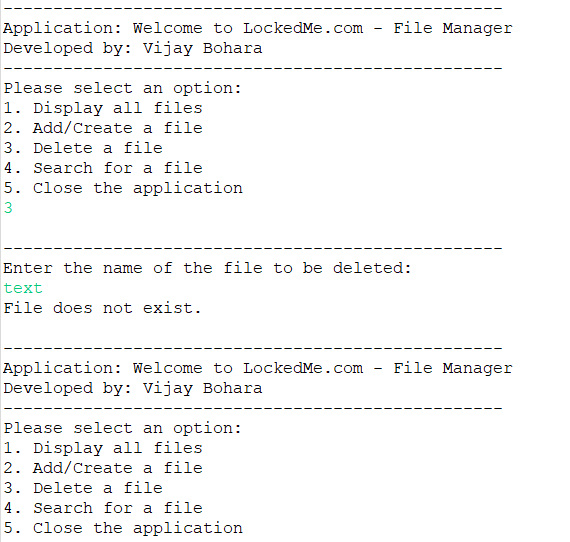 --------------------------------------------------
Application: Welcome to LockedMe.com - File Manager
Developed by: Vijay Bohara
--------------------------------------------------
Please select an option:
1. Display all files
2. Add/Create a file
3. Delete a file
4. Search for a file
5. Close the application
3
--------------------------------------------------
Enter the name of the file to be deleted:
text
File does not exist.
--------------------------------------------------
Application: Welcome to LockedMe.com - File Manager
Developed by: Vijay Bohara
--------------------------------------------------
Please select an option:
1. Display all files
2. Add/Create a file
3. Delete a file
4. Search for a file
5. Close the application